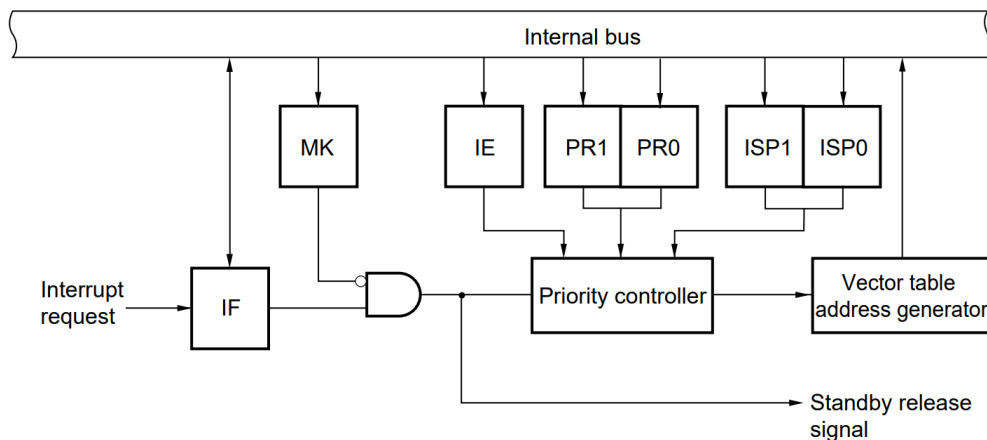 Internal bus
MK
IE
PR1
PR0
ISP1
ISP0
Interrupt
request
IF
Priority controller
Vector table
address generator
Standby release
signal